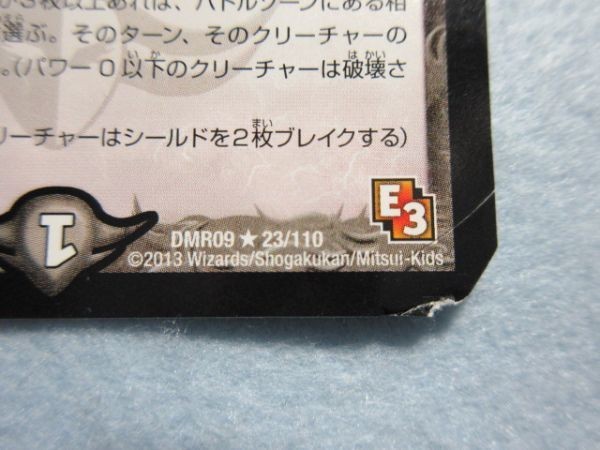 3枚以上あれば、バトルゾーンにある相
選ぶ。そのターン、そのクリーチャーの
。(パワー0以下のクリーチャーは破壊さ
リーチャーはシールドを2枚ブレイクする)
1
E3
DMR09 ★ 23/110
©2013 Wizards/Shogakukan/Mitsui-Kids